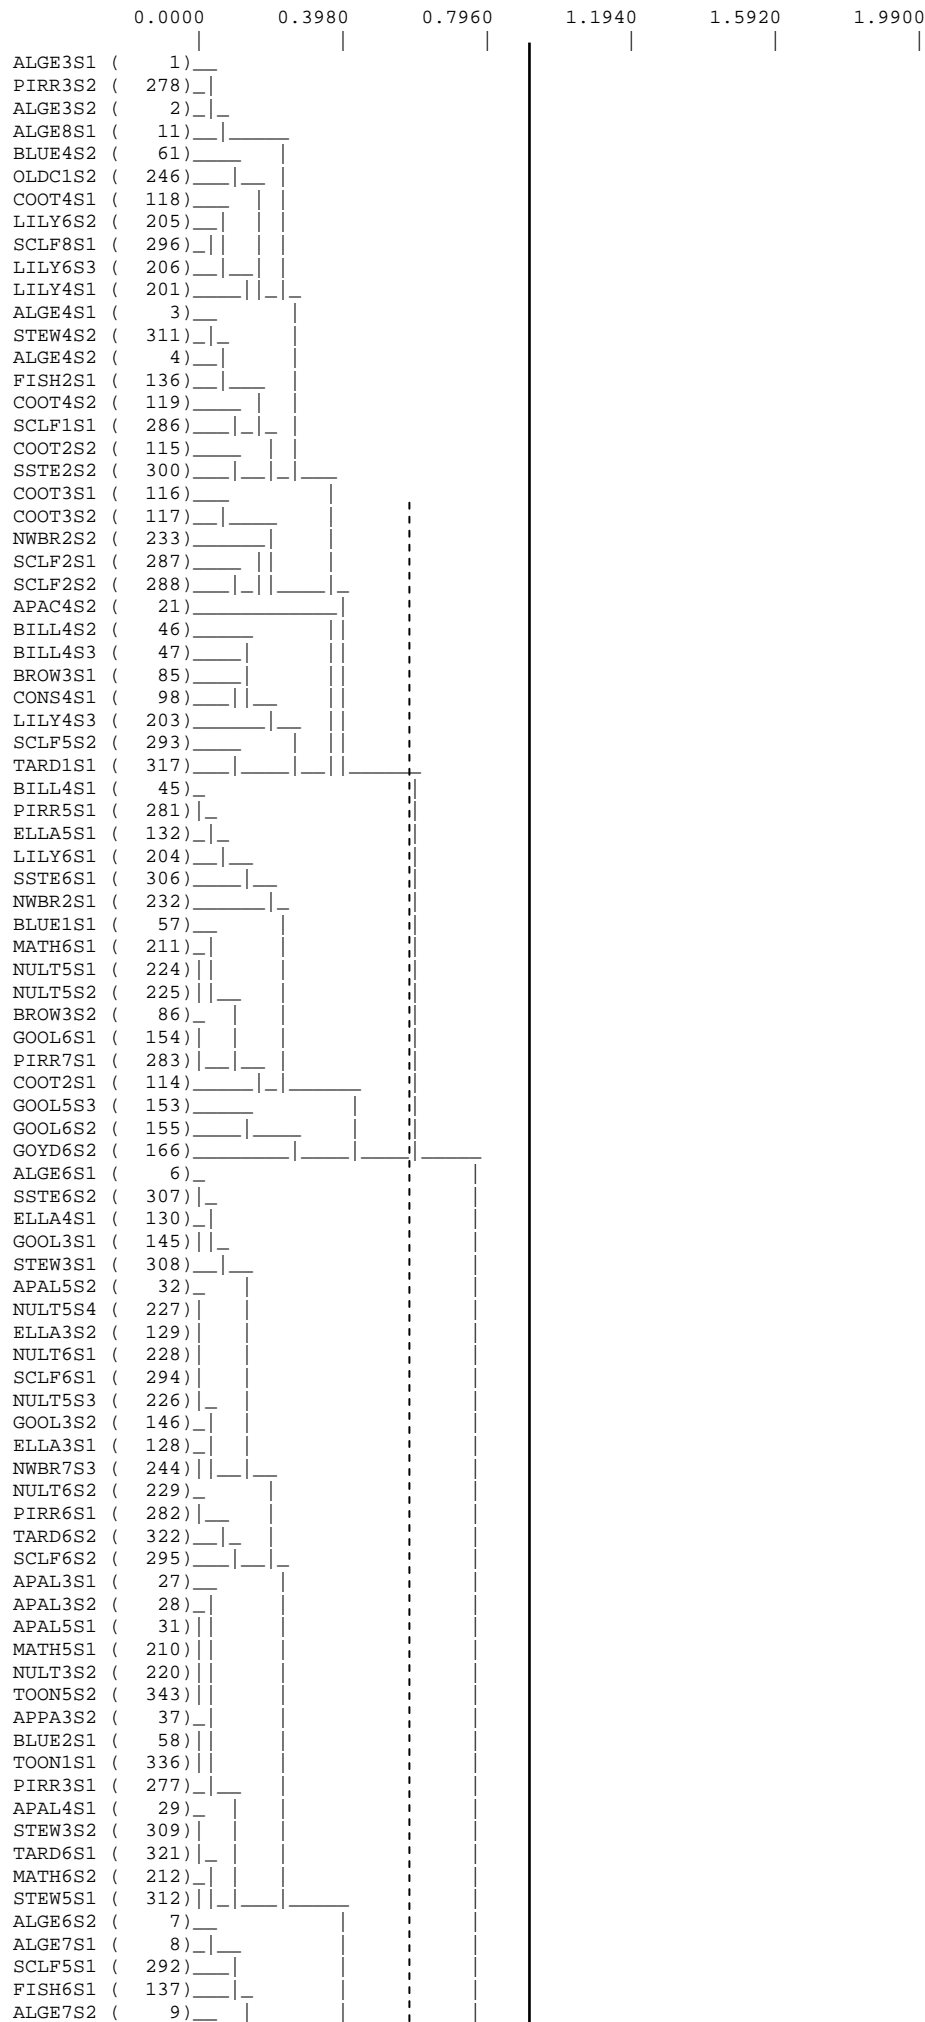 0.0000 0.3980 0.7960 1.1940 1.5920 1.9900
ALGE3S1 ( 1)
PIRR3S2 ( 278)
ALGE3S2 ( 2)
ALGE8S1 ( 11)
BLUE4S2 ( 61)
OLDC1S2 ( 246)
COOT4S1 ( 118)
LILY6S2 ( 205)
SCLF8S1 ( 296)
LILY6S3 ( 206)
LILY4S1 ( 201)
ALGE4S1 ( 3)
STEW4S2 ( 311)
ALGE4S2 ( 4)
FISH2S1 ( 136)
COOT4S2 ( 119)
SCLF1S1 ( 286)
COOT2S2 ( 115)
SSTE2S2 ( 300)
COOT3S1 ( 116)
COOT3S2 ( 117)
NWBR2S2 ( 233)
SCLF2S1 ( 287)
SCLF2S2 ( 288)
APAC4S2 ( 21)
BILL4S2 ( 46)
BILL4S3 ( 47)
BROW3S1 ( 85)
CONS4S1 ( 98)
LILY4S3 ( 203)
SCLF5S2 ( 293)
TARD1S1 ( 317)
BILL4S1 ( 45)
PIRR5S1 ( 281)
ELLA5S1 ( 132)
LILY6S1 ( 204)
SSTE6S1 ( 306)
NWBR2S1 ( 232)
BLUE1S1 ( 57)
MATH6S1 ( 211)
NULT5S1 ( 224)
NULT5S2 ( 225)
BROW3S2 ( 86)
GOOL6S1 ( 154)
PIRR7S1 ( 283)
COOT2S1 ( 114)
GOOL5S3 ( 153)
GOOL6S2 ( 155)
GOYD6S2 ( 166)
ALGE6S1 ( 6)
SSTE6S2 ( 307)
ELLA4S1 ( 130)
GOOL3S1 ( 145)
STEW3S1 ( 308)
APAL5S2 ( 32)
NULT5S4 ( 227)
ELLA3S2 ( 129)
NULT6S1 ( 228)
SCLF6S1 ( 294)
NULT5S3 ( 226)
GOOL3S2 ( 146)
ELLA3S1 ( 128)
NWBR7S3 ( 244)
NULT6S2 ( 229)
PIRR6S1 ( 282)
TARD6S2 ( 322)
SCLF6S2 ( 295)
APAL3S1 ( 27)
APAL3S2 ( 28)
APAL5S1 ( 31)
MATH5S1 ( 210)
NULT3S2 ( 220)
TOON5S2 ( 343)
APPA3S2 ( 37)
BLUE2S1 ( 58)
TOON1S1 ( 336)
PIRR3S1 ( 277)
APAL4S1 ( 29)
STEW3S2 ( 309)
TARD6S1 ( 321)
MATH6S2 ( 212)
STEW5S1 ( 312)
ALGE6S2 ( 7)
ALGE7S1 ( 8)
SCLF5S1 ( 292)
FISH6S1 ( 137)
ALGE7S2 ( 9)